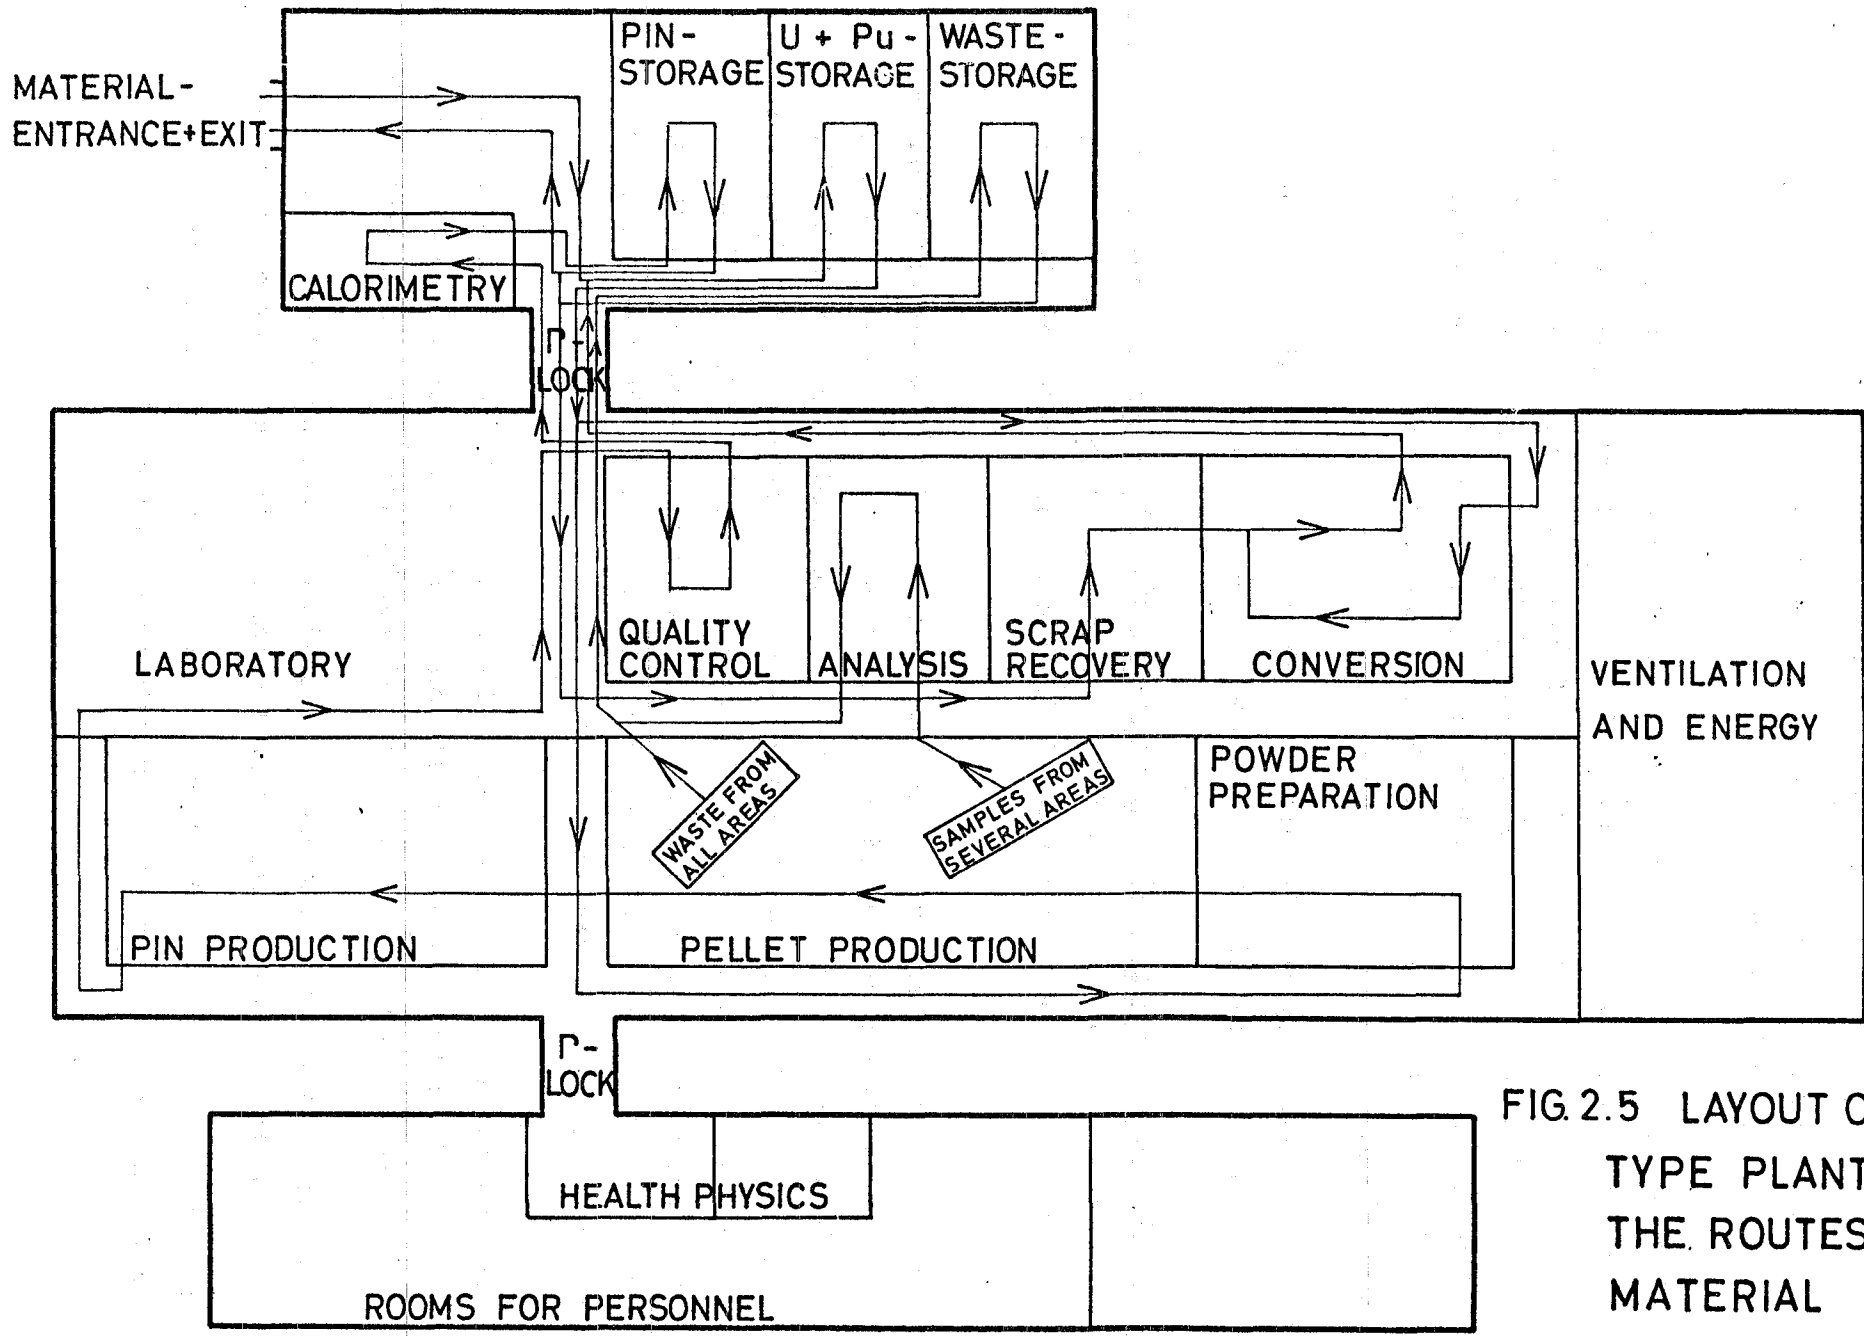 PIN-
STORAGE
U + Pu -
STORAGE
WASTE -
STORAGE
MATERIAL -
ENTRANCE+EXIT
CALORIMETRY
LOCK
QUALITY
CONTROL
ANALYSIS
SCRAP
RECOVERY
CONVERSION
LABORATORY
VENTILATION
AND ENERGY
POWDER
PREPARATION
WASTE FROM
ALL AREAS
SAMPLES FROM
SEVERAL AREAS
PIN PRODUCTION
PELLET PRODUCTION
Γ-
LOCK
HEALTH PHYSICS
ROOMS FOR PERSONNEL
FIG. 2.5 LAYOUT
TYPE PLANT
THE ROUTES
MATERIAL